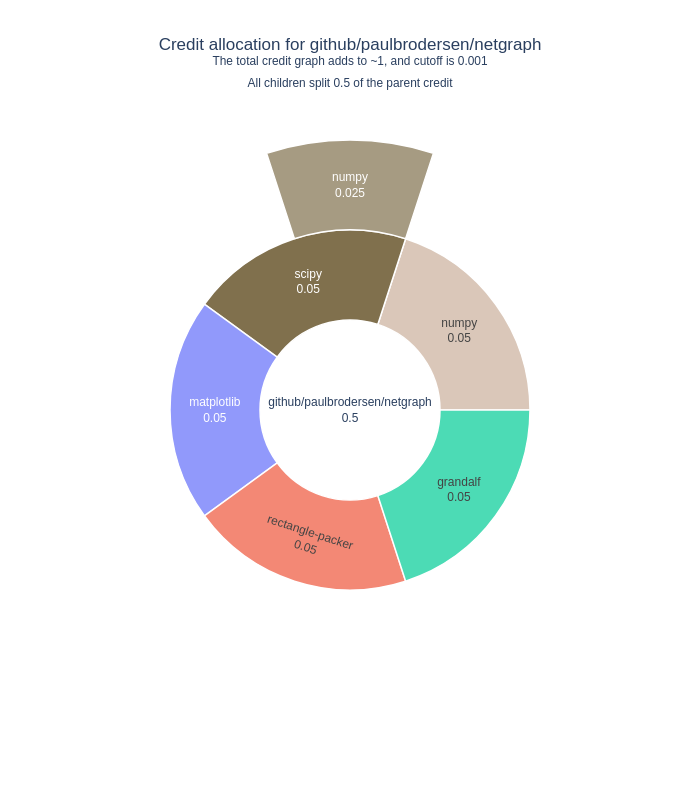 Credit allocation for github/paulbrodersen/netgraph
The total credit graph adds to ~1, and cutoff is 0.001
All children split 0.5 of the parent credit
numpy
0.025
scipy
0.05
numpy
0.05
matplotlib
0.05
github/paulbrodersen/netgraph
0.5
grandalf
0.05
rectangle-packer
0.05